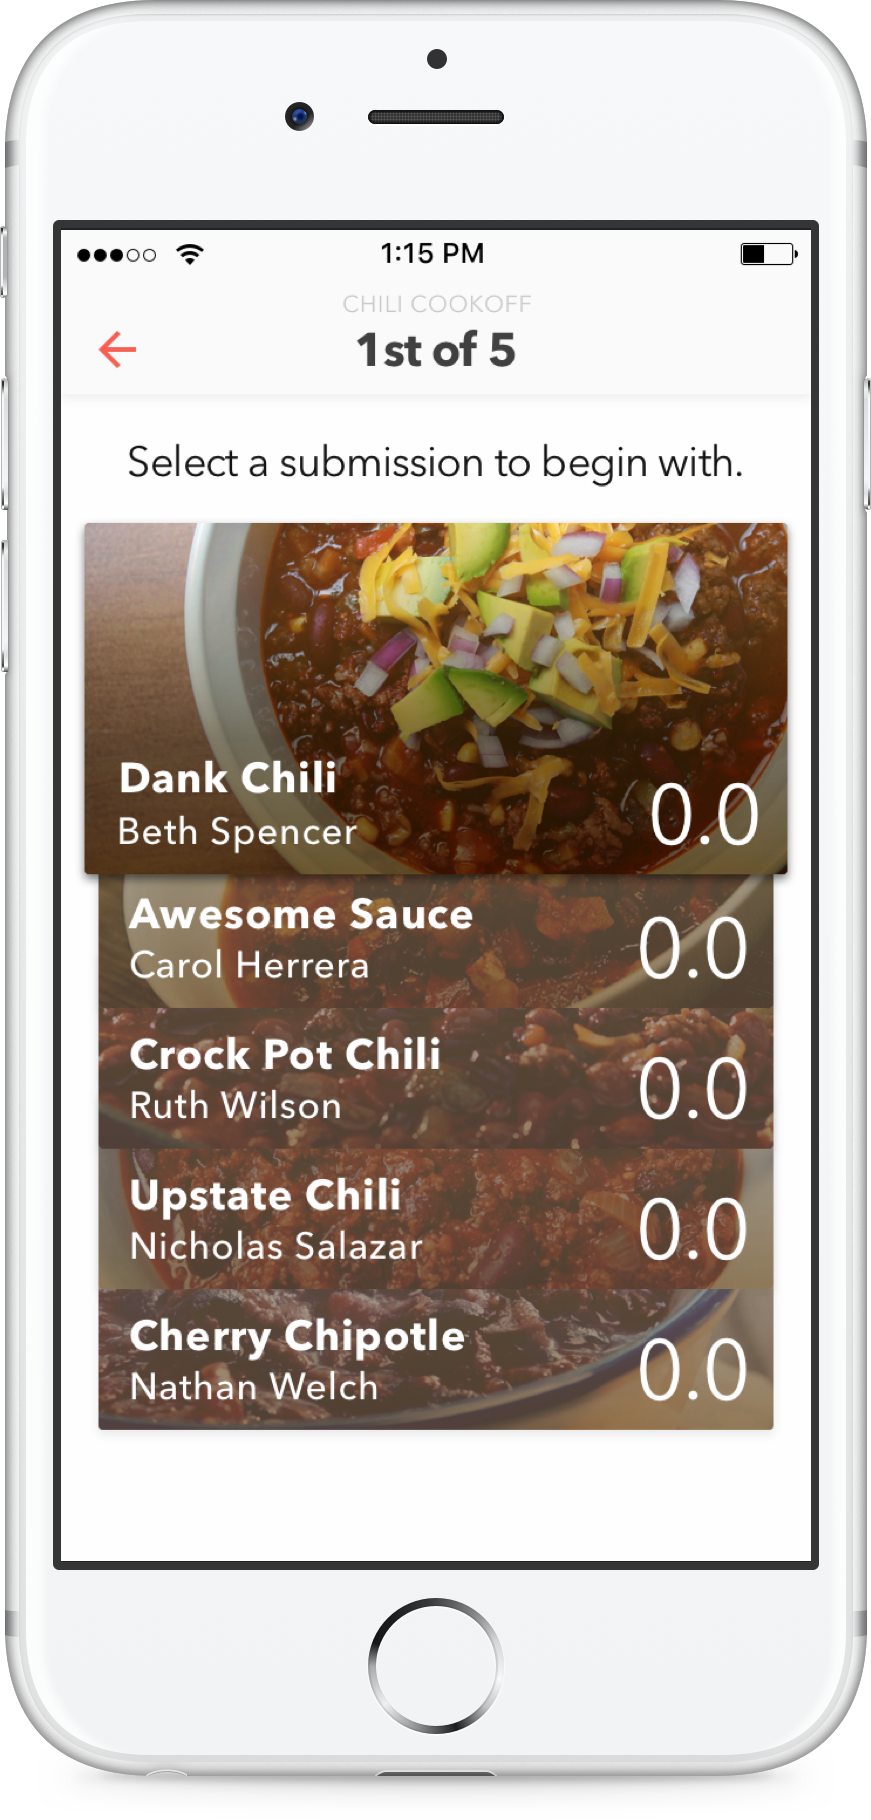 1:15 PM
CHILI COOKOFF
1st of 5
Select a submission to begin with.
Dank Chili
Beth Spencer
0.0
Awesome Sauce
Carol Herrera
0.0
Crock Pot Chili
Ruth Wilson
0.0
Upstate Chili
Nicholas Salazar
0.0
Cherry Chipotle
Nathan Welch
0.0